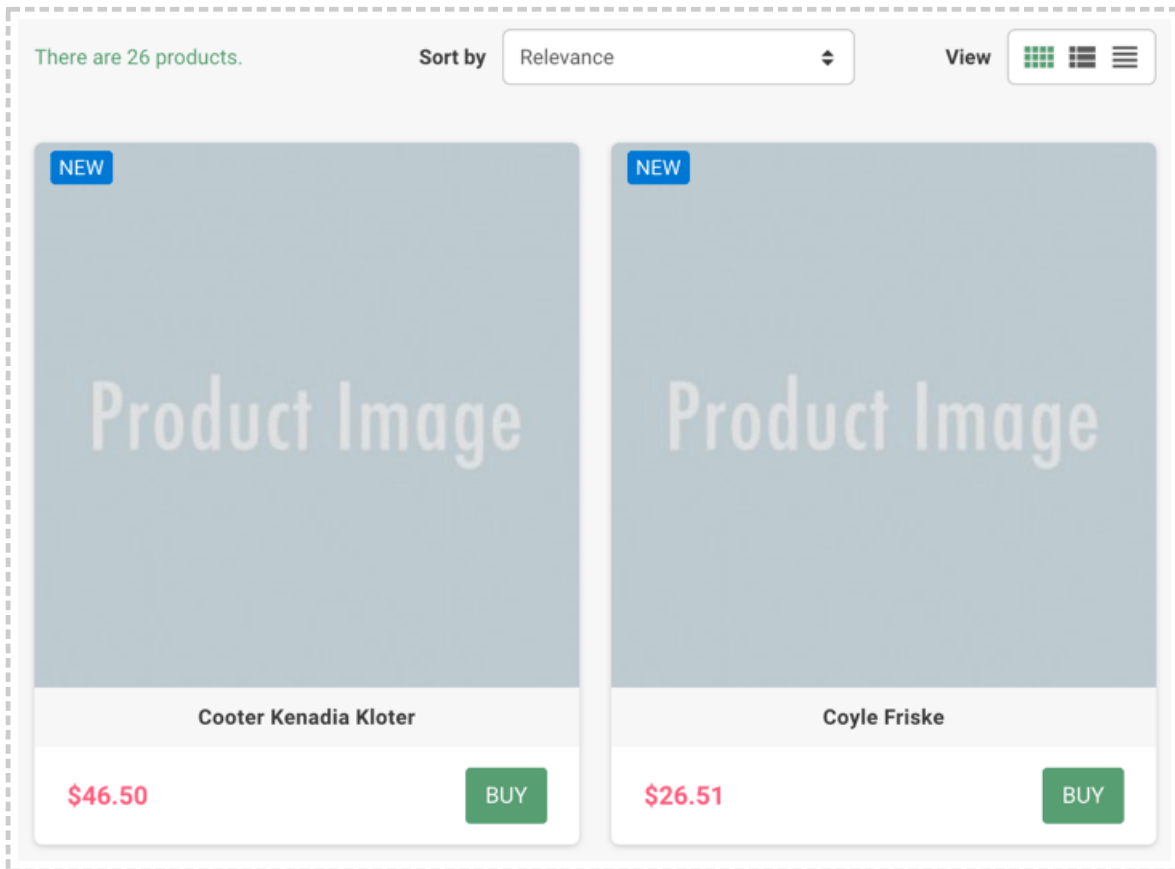 There are 26 products. Sort by Relevance View
NEW NEW
Product Image Product Image
Cooter Kenadia Kloter Coyle Friske
$46.50 BUY $26.51 BUY